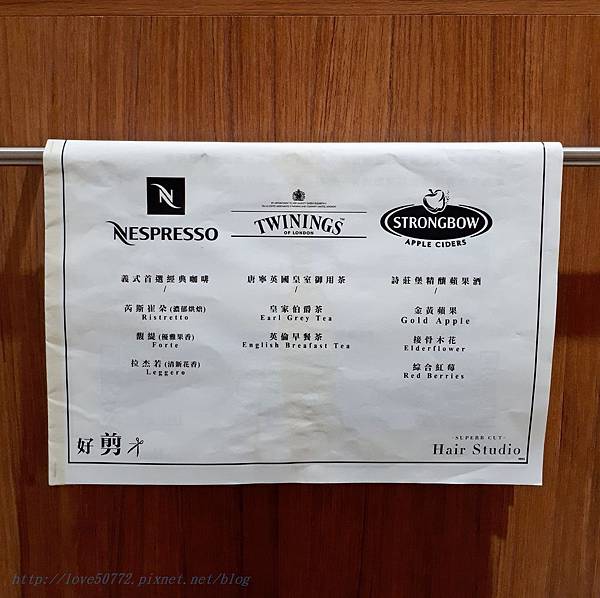 N
NESPRESSO
義式首選經典咖啡
/
芮斯崔朵(濃郁烘焙)
Ristretto
馥緹(優雅果香)
Forte
拉杰若(清新花香)
Leggero
TWININGS™
OF LONDON
唐寧英國皇室御用茶
/
皇家伯爵茶
Earl Grey Tea
英倫早餐茶
English Breafast Tea
STRONGBOW
APPLE CIDERS
詩莊堡精釀蘋果酒
/
金黃蘋果
Gold Apple
接骨木花
Elderflower
綜合紅莓
Red Berries
好剪
·SUPERB CUT·
Hair Studio
http://love50772.pixnet.net/blog